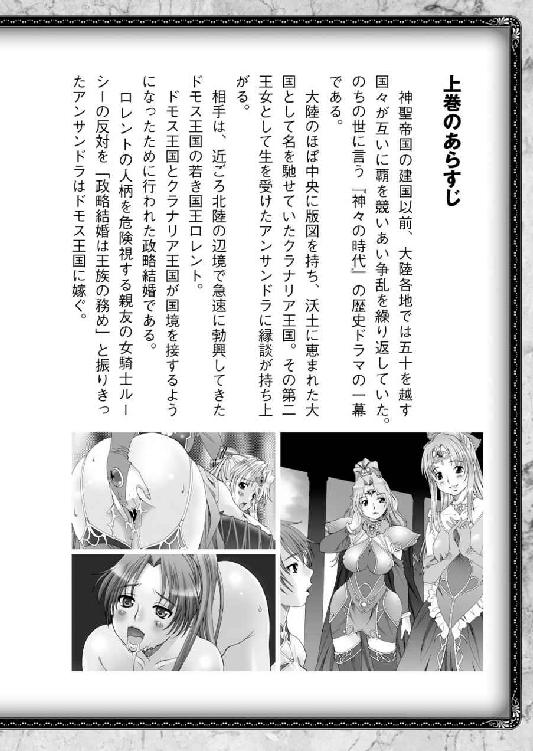 上巻のあらすじ
　神聖帝国の建国以前、大陸各地では五十を越す
国々が互いに覇を競いあい争乱を繰り返していた。
のちの世に言う『神々の時代』の歴史ドラマの一幕
である。
　大陸のほぼ中央に版図を持ち、沃土に恵まれた大
国として名を馳せていたクラナリア王国。その第二
王女として生を受けたアンサンドラに縁談が持ち上
がる。
　相手は、近ごろ北陸の辺境で急速に勃興してきた
ドモス王国の若き国王ロレント。
　ドモス王国とクラナリア王国が国境を接するよう
になったために行われた政略結婚である。
　ロレントの人柄を危険視する親友の女騎士ルー
シーの反対を「政略結婚は王族の務め」と振りきっ
たアンサンドラはドモス王国に嫁ぐ。